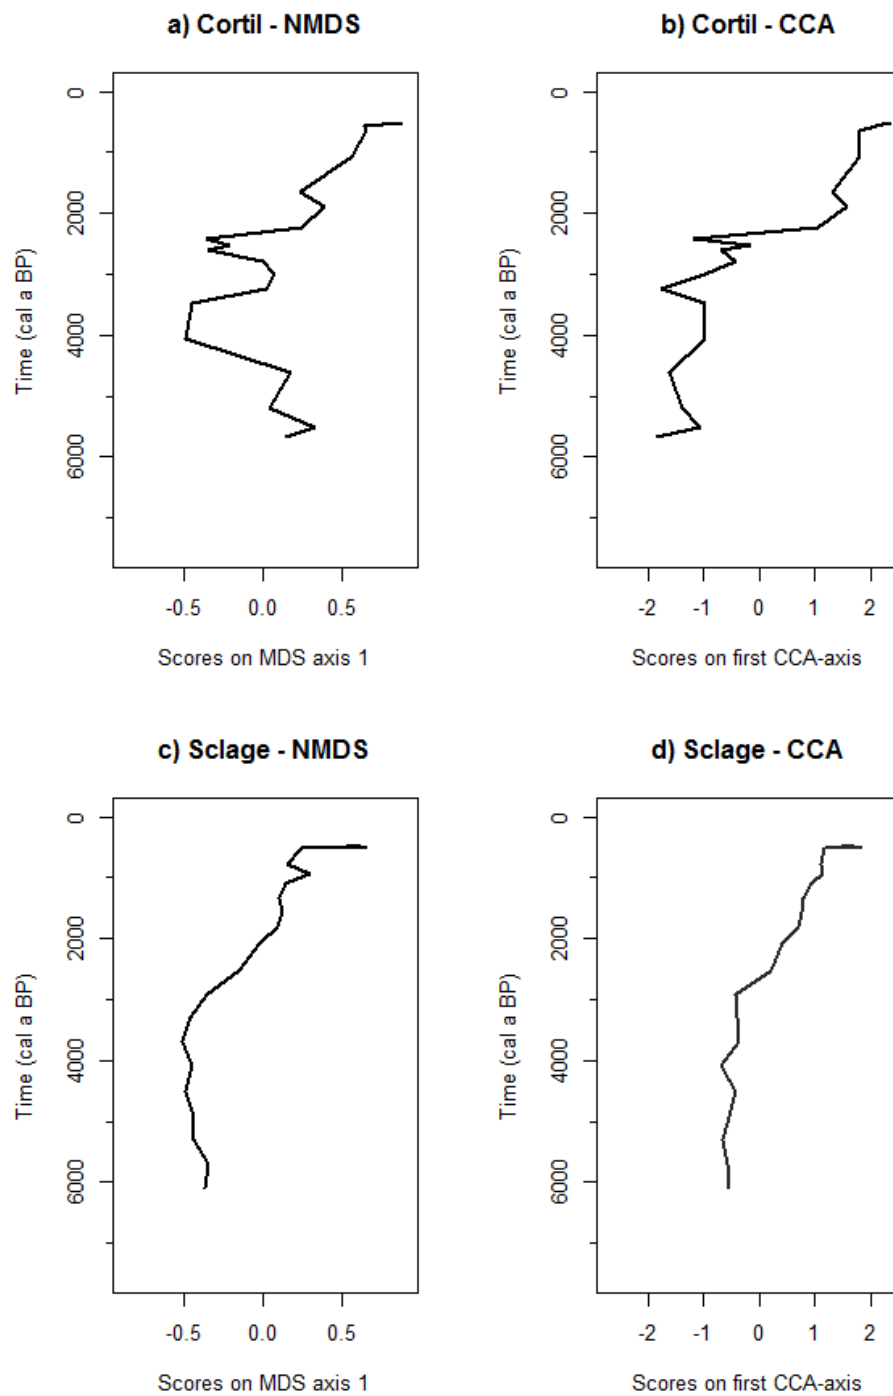 a) Cortil - NMDS
Time (cal a BP)
0
2000
4000
6000
-0.5 0.0 0.5
Scores on MDS axis 1
b) Cortil - CCA
Time (cal a BP)
0
2000
4000
6000
-2 -1 0 1 2
Scores on first CCA-axis
c) Sclage - NMDS
Time (cal a BP)
0
2000
4000
6000
-0.5 0.0 0.5
Scores on MDS axis 1
d) Sclage - CCA
Time (cal a BP)
0
2000
4000
6000
-2 -1 0 1 2
Scores on first CCA-axis